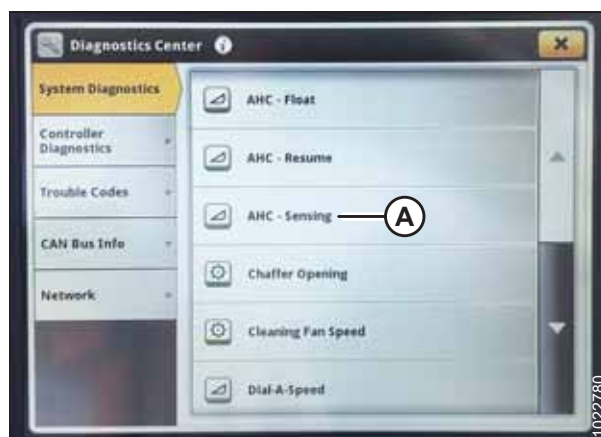 Diagnostics Center
System Diagnostics
Controller
Diagnostics
Trouble Codes
CAN Bus Info
Network
AHC - Float
AHC - Resume
AHC - Sensing
A
Chaffer Opening
Cleaning Fan Speed
Dial-A-Speed
1022780